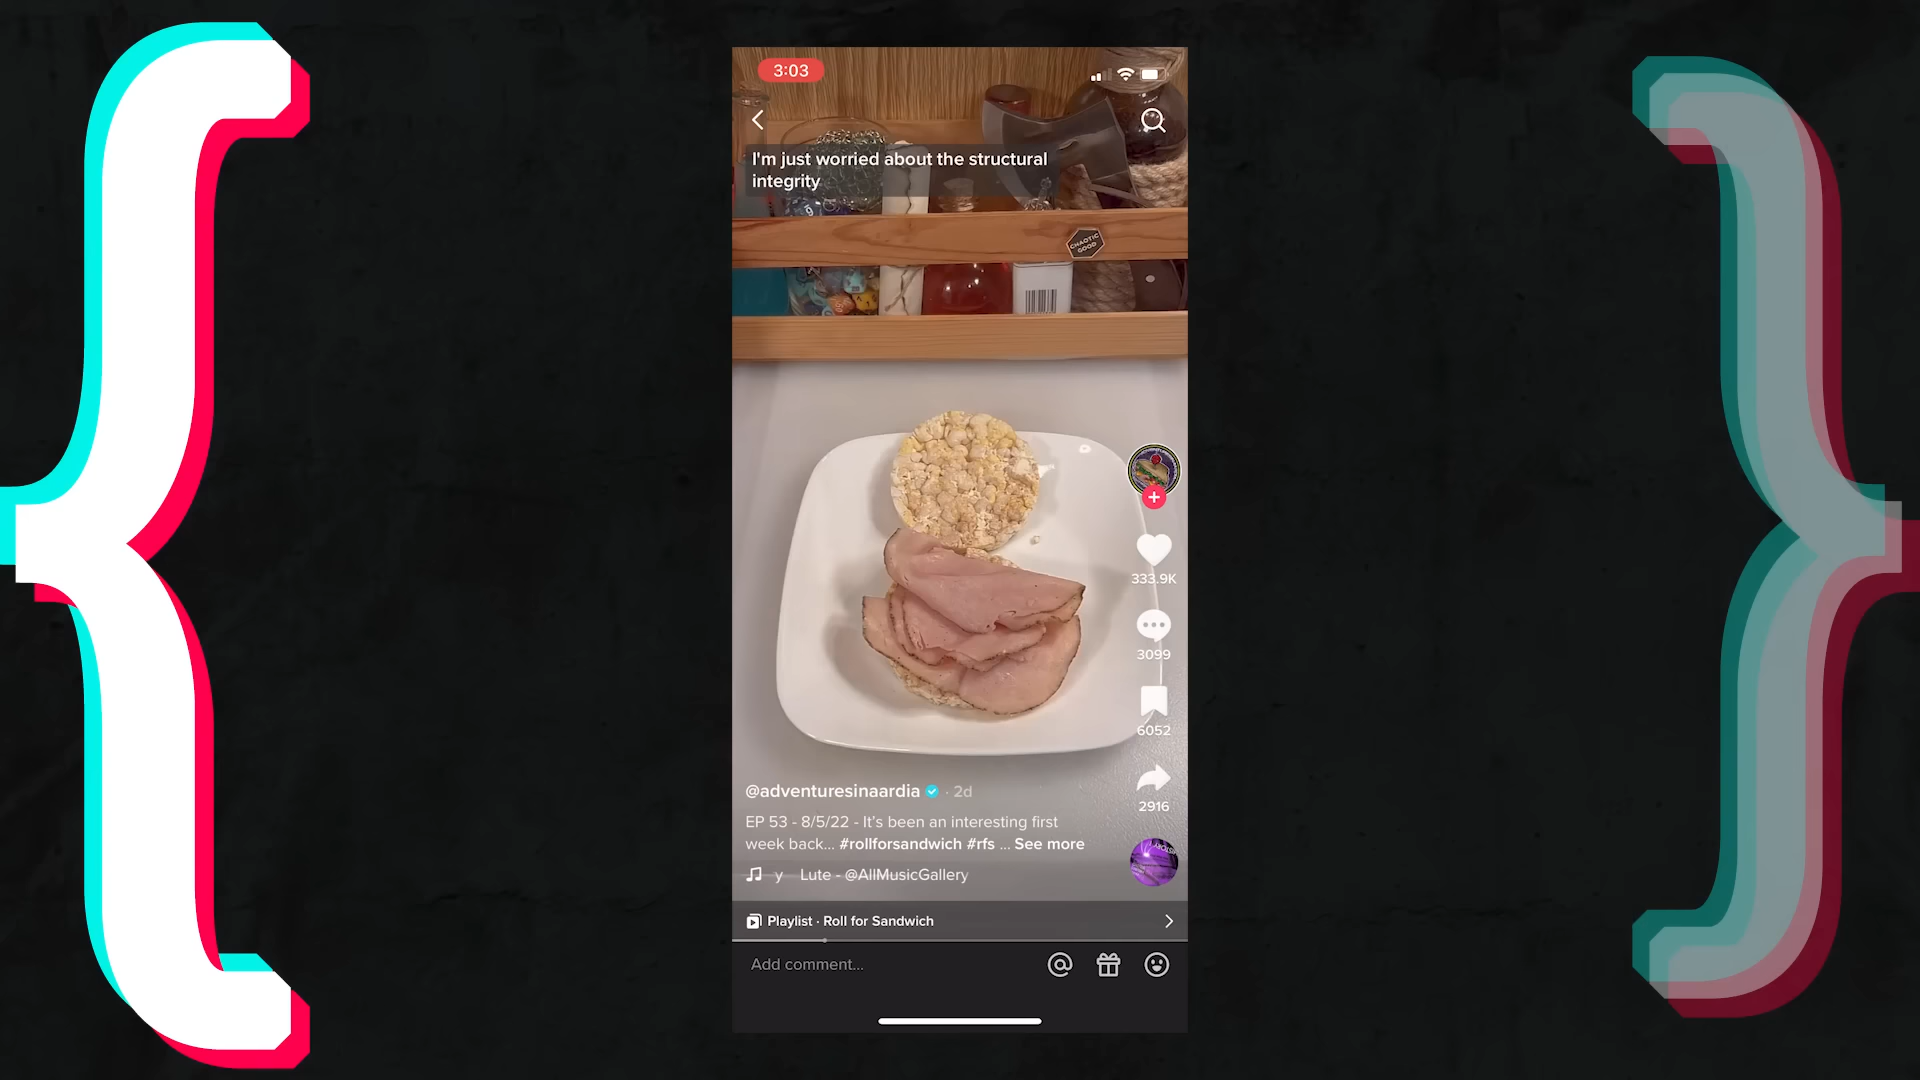 3:03
I'm just worried about the structural
integrity
CHAOTIC
GOOD
333.9K
3099
6052
2916
@adventuresinaardia · 2d
EP 53 - 8/5/22 - It's been an interesting first
week back... #rollforsandwich #rfs ... See more
y Lute - @AllMusicGallery
Playlist · Roll for Sandwich
Add comment...